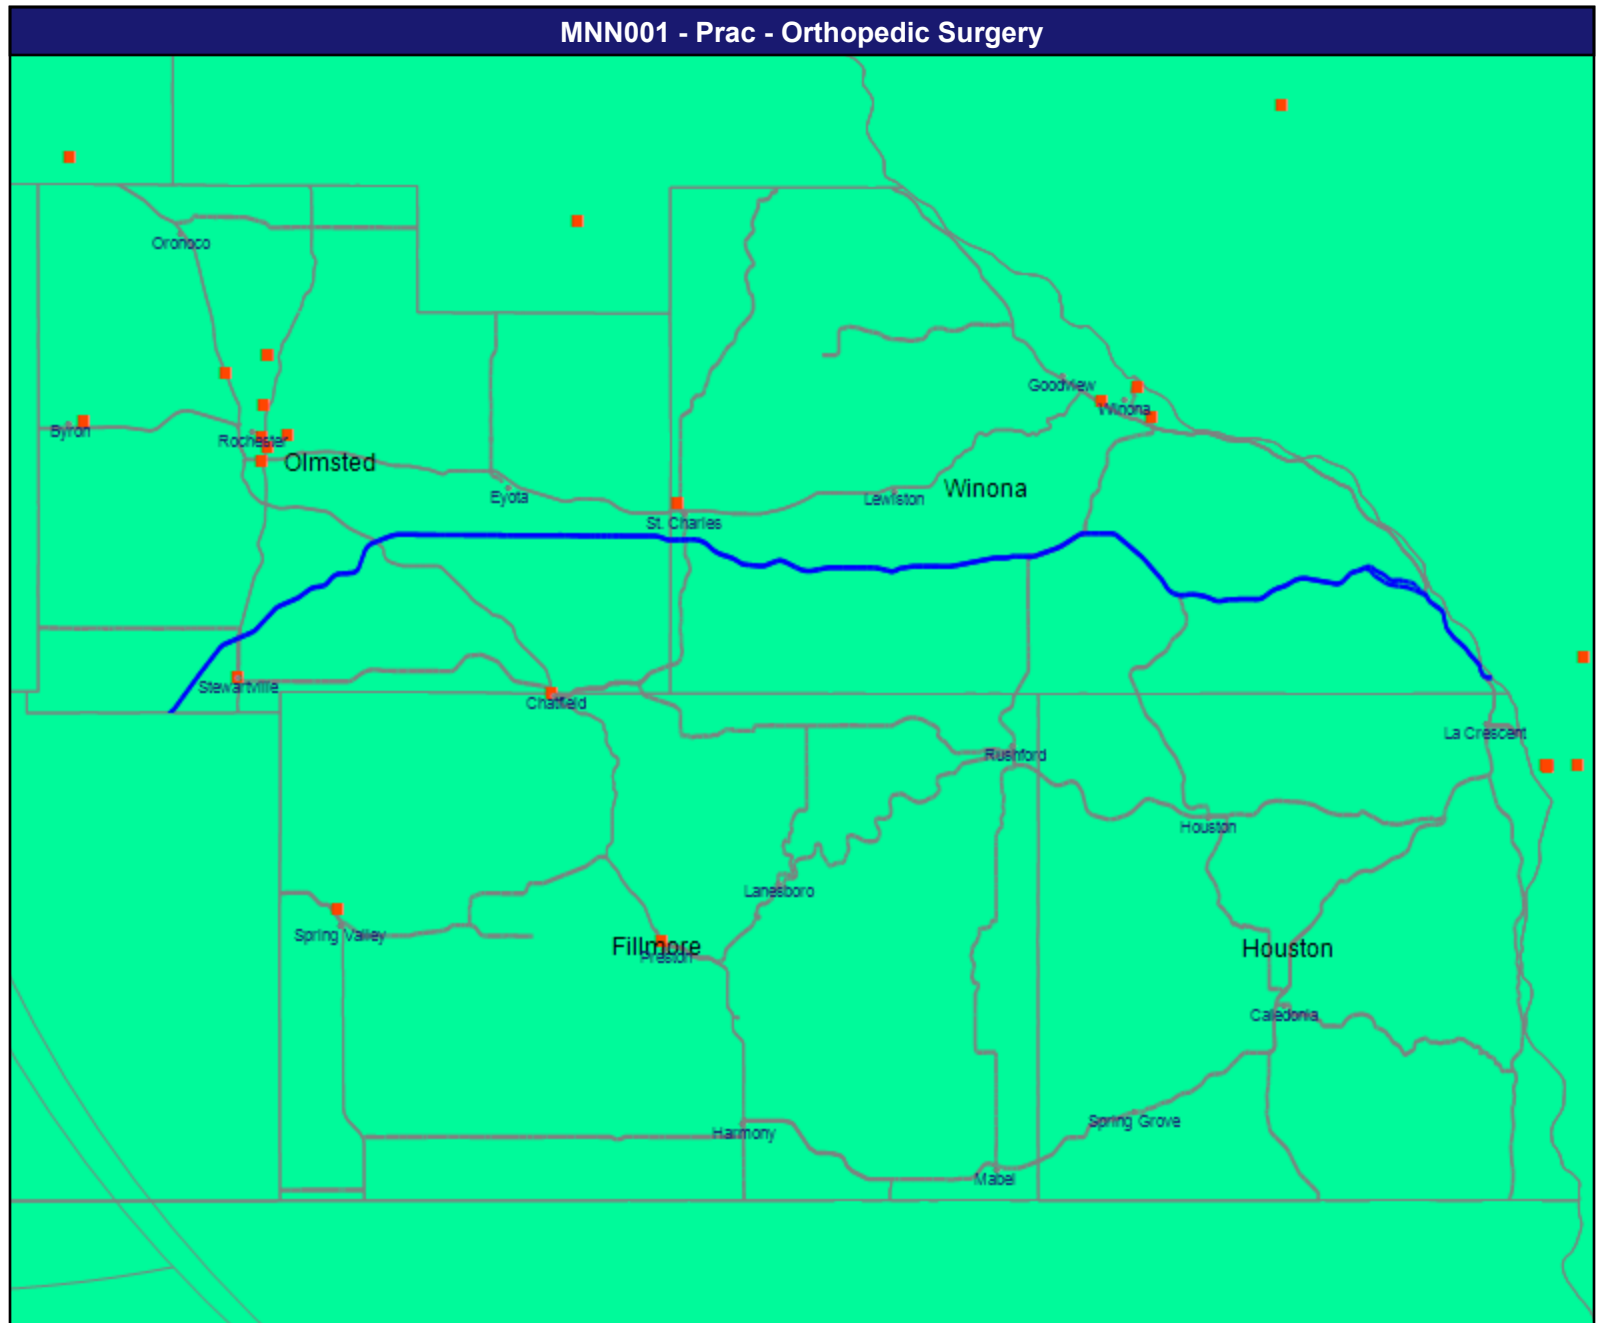 MNN001 - Prac - Orthopedic Surgery
Oronoco
Goodview
Winona
Byron
Rochester
Olmsted
Eyota
Lewiston
Winona
St. Charles
Stewartville
Chatfield
La Crescent
Rushford
Houston
Lanesboro
Spring Valley
Fillmore
Preston
Houston
Caledonia
Spring Grove
Harmony
Mabel